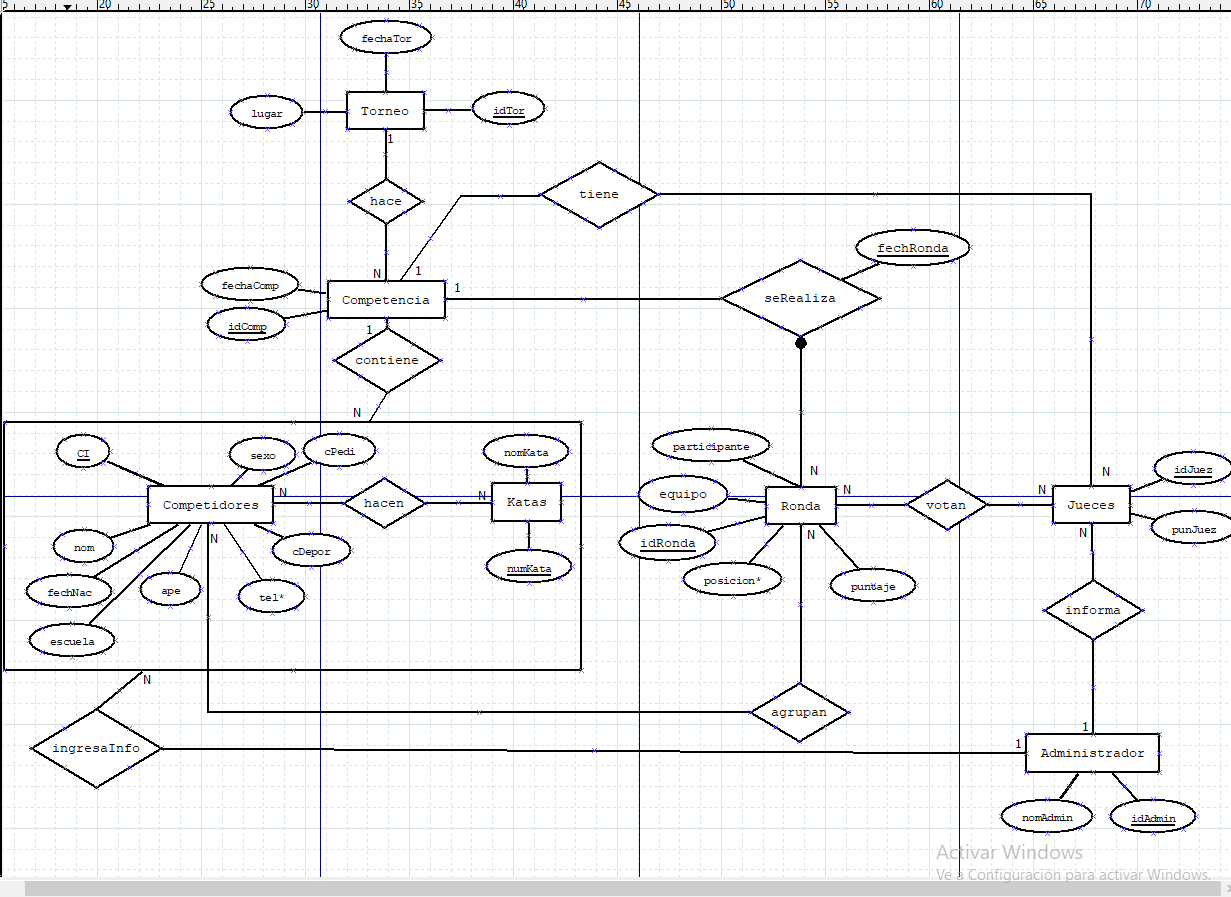 5 20 25 30 35 40 45 50 55 60 65 70
fechaTor
lugar
Torneo
idTor
1
hace
tiene
N
1
fechRonda
fechaComp
Competencia
1
seRealiza
idComp
1
contiene
N
CI
sexo
cPedi
nomKata
participante
N
N
idJuez
Competidores
N
hacen
N
Katas
equipo
Ronda
N
votan
N
Jueces
nom
N
cDepor
idRonda
N
N
punJuez
fechNac
ape
tel*
numKata
posicion*
puntaje
informa
escuela
N
agrupan
ingresaInfo
1
1
Administrador
nomAdmin
idAdmin
Activar Windows
Ve a Configuración para activar Windows.